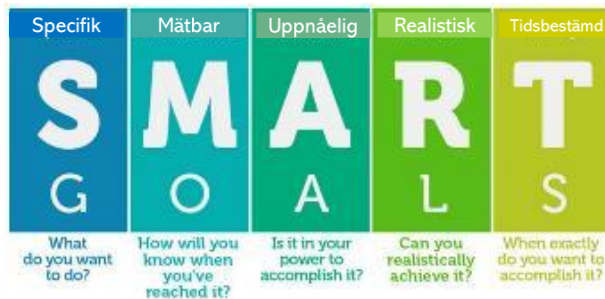 Specifik Mätbar Uppnåelig Realistisk Tidsbestämd
S M A R T
G O A L S
What
do you want
to do?
How will you
know when
you've
reached it?
Is it in your
power to
accomplish it?
Can you
realistically
achieve it?
When exactly
do you want to
accomplish it?